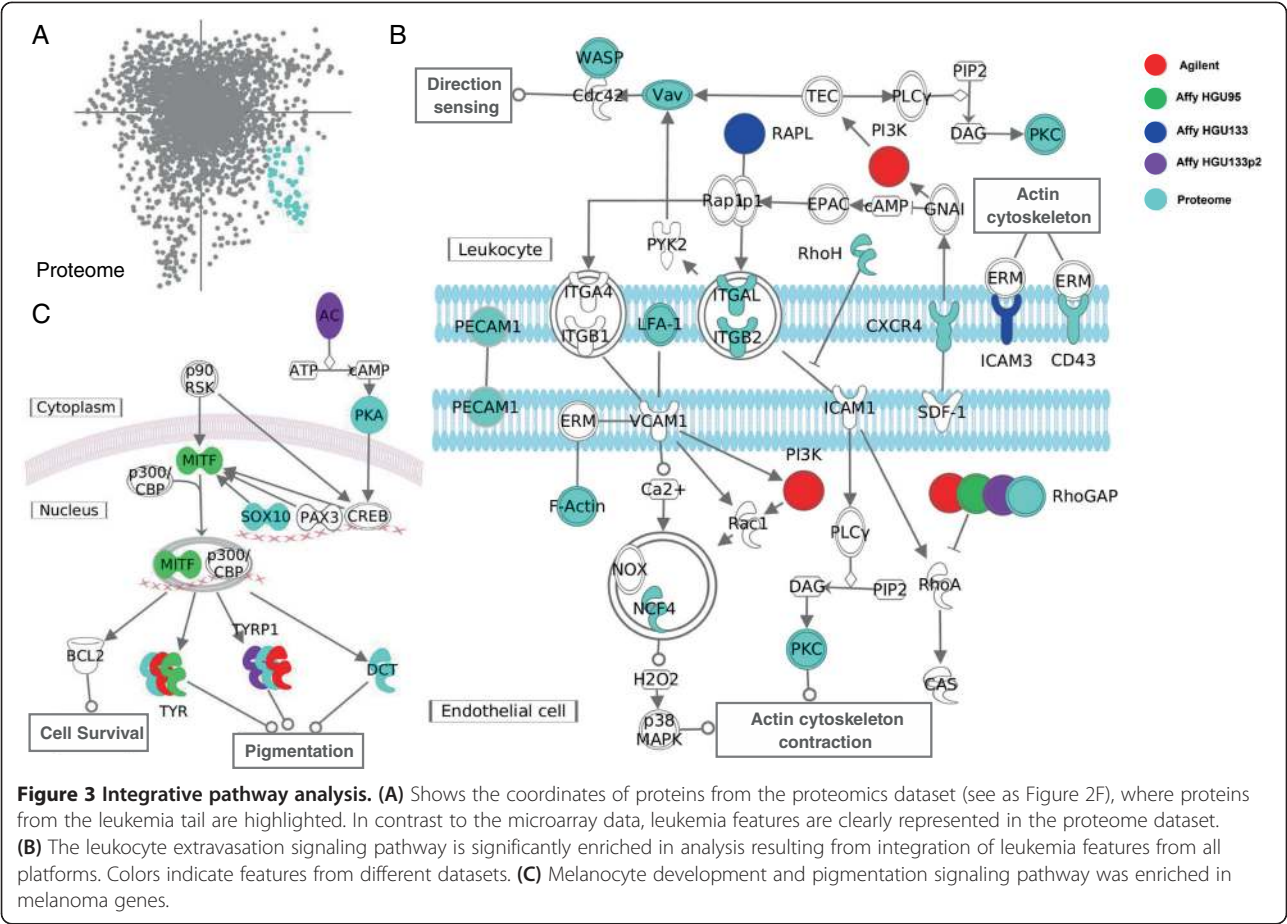 A
Proteome
B
WASP
Direction
sensing
Cdc42
Vav
TEC
PLCγ
PIP2
DAG
PKC
RAPL
PI3K
Rap1p1
EPAC
cAMP
GNAI
Actin
cytoskeleton
Leukocyte
PYK2
RhoH
ERM
ERM
ITGA4
ITGB1
LFA-1
ITGAL
ITGB2
CXCR4
ICAM3
CD43
PECAM1
PECAM1
ERM
VCAM1
ICAM1
SDF-1
F-Actin
Ca2+
PI3K
Rac1
RhoGAP
NOX
NCF4
PLCγ
DAG
PIP2
RhoA
PKC
CAS
H2O2
p38
MAPK
Endothelial cell
Actin cytoskeleton
contraction
Agilent
Affy HGU95
Affy HGU133
Affy HGU133p2
Proteome
C
AC
ATP
cAMP
p90
RSK
Cytoplasm
PKA
MITF
p300/
CBP
Nucleus
SOX10
PAX3
CREB
MITF
p300/
CBP
BCL2
TYR
TYRP1
DCT
Cell Survival
Pigmentation
Figure 3 Integrative pathway analysis. (A) Shows the coordinates of proteins from the proteomics dataset (see as Figure 2F), where proteins
from the leukemia tail are highlighted. In contrast to the microarray data, leukemia features are clearly represented in the proteome dataset.
(B) The leukocyte extravasation signaling pathway is significantly enriched in analysis resulting from integration of leukemia features from all
platforms. Colors indicate features from different datasets. (C) Melanocyte development and pigmentation signaling pathway was enriched in
melanoma genes.